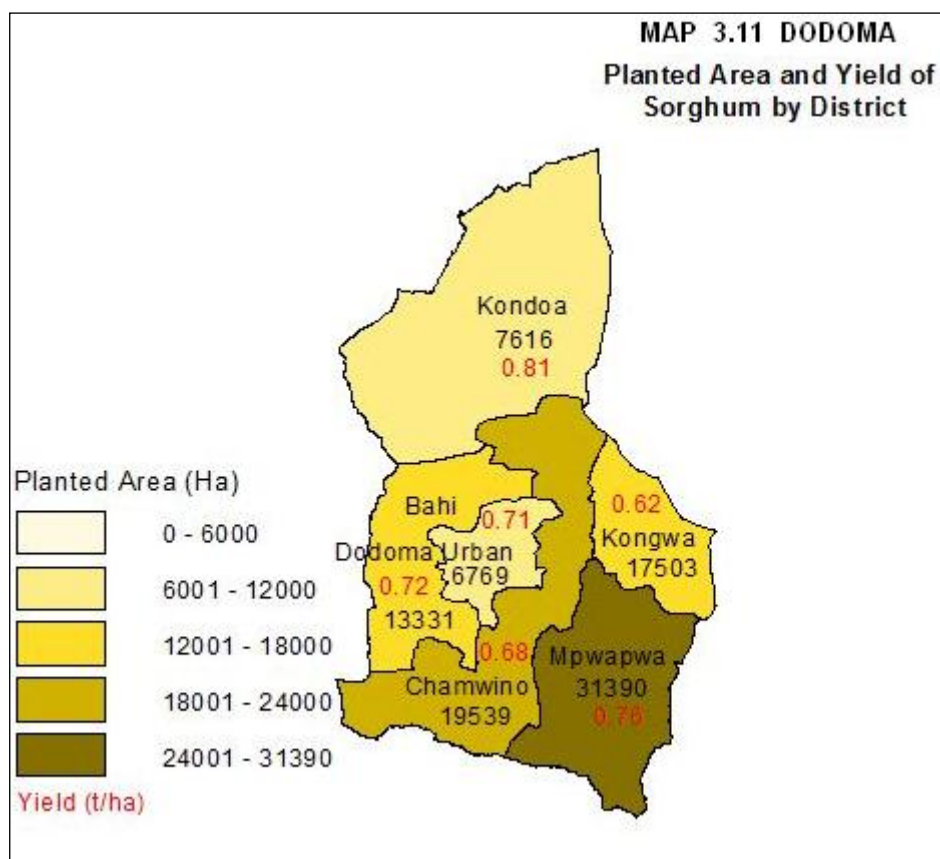 MAP 3.11 DODOMA
Planted Area and Yield of
Sorghum by District
Kondoa
7616
0.81
Planted Area (Ha)
0 - 6000
6001 - 12000
12001 - 18000
18001 - 24000
24001 - 31390
Yield (t/ha)
Bahi
0.72
13331
0.71
Dodoma Urban
6769
0.62
Kongwa
17503
0.68
Chamwino
19539
Mpwapwa
31390
0.76